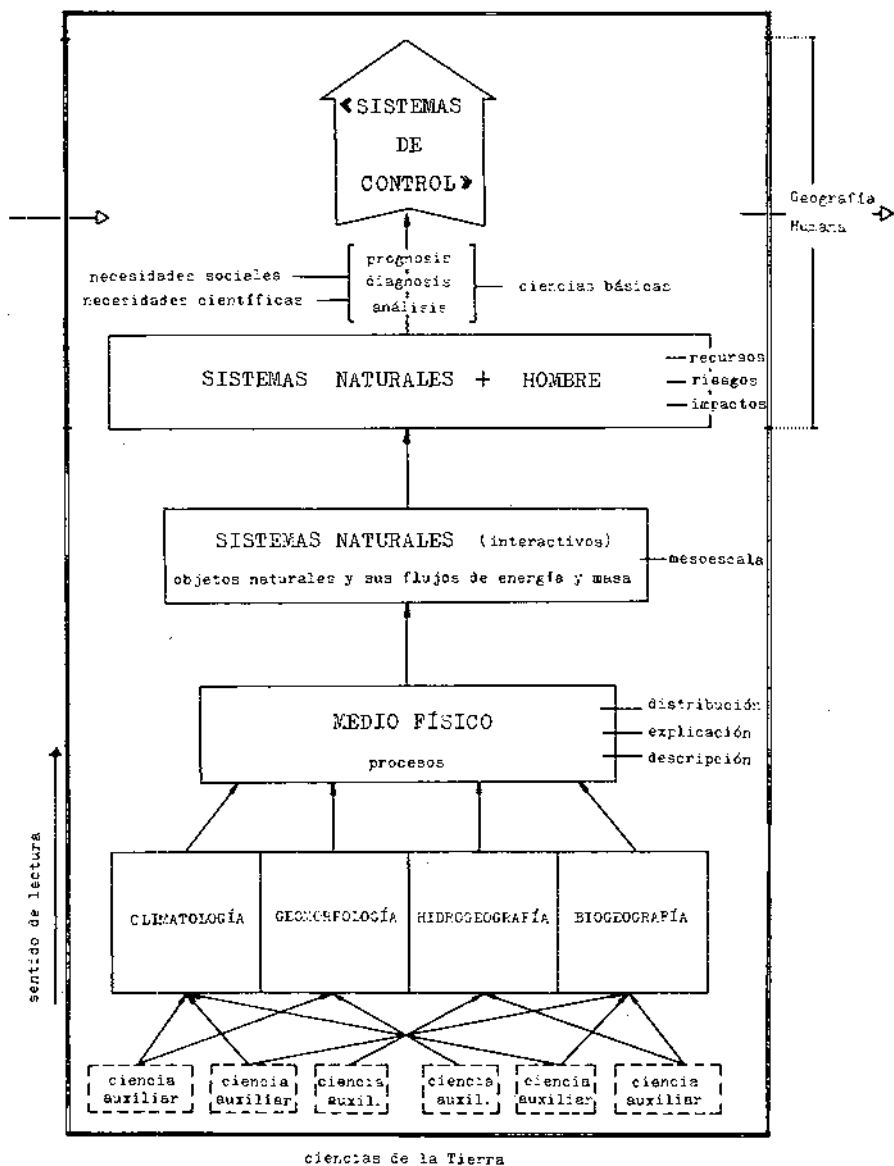 «SISTEMAS
DE
CONTROL»
Geografía
Humana
necesidades sociales
necesidades científicas
prognosis
diagnosis
análisis
ciencias básicas
SISTEMAS NATURALES + HOMBRE
recursos
riesgos
impactos
SISTEMAS NATURALES (interactivos)
objetos naturales y sus flujos de energía y masa
mesoescala
MEDIO FÍSICO
procesos
distribución
explicación
descripción
sentido de lectura
CLIMATOLOGÍA
GEOMORFOLOGÍA
HIDROGEOGRAFÍA
BIOGEOGRAFÍA
ciencia
auxiliar
ciencia
auxiliar
ciencia
auxil.
ciencia
auxil.
ciencia
auxiliar
ciencia
auxiliar
ciencias de la Tierra